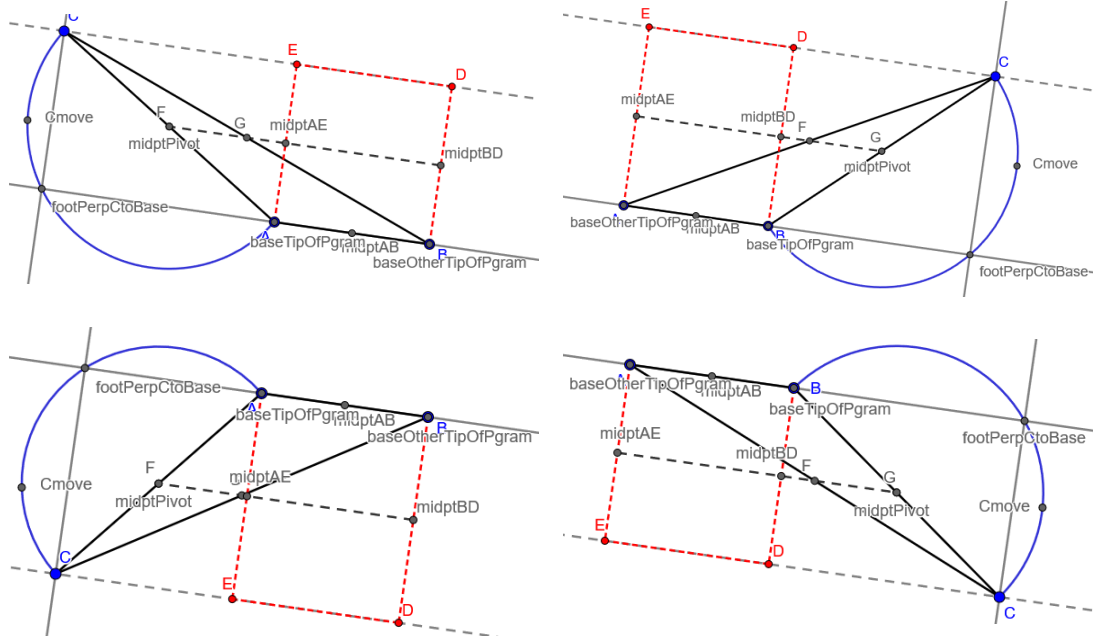 C
E
D
Cmove
F
midptPivot
G
midptAE
midptBD
footPerpCtoBase
A
baseTipOfPgram
midptAB
B
baseOtherTipOfPgram
E
D
C
midptAE
midptBD
F
G
midptPivot
Cmove
A
baseOtherTipOfPgram
midptAB
B
baseTipOfPgram
footPerpCtoBase
footPerpCtoBase
A
baseTipOfPgram
midptAB
B
baseOtherTipOfPgram
F
Cmove
midptPivot
midptAE
midptBD
C
E
D
A
baseOtherTipOfPgram
midptAB
B
baseTipOfPgram
footPerpCtoBase
midptAE
midptBD
F
G
midptPivot
Cmove
E
D
C